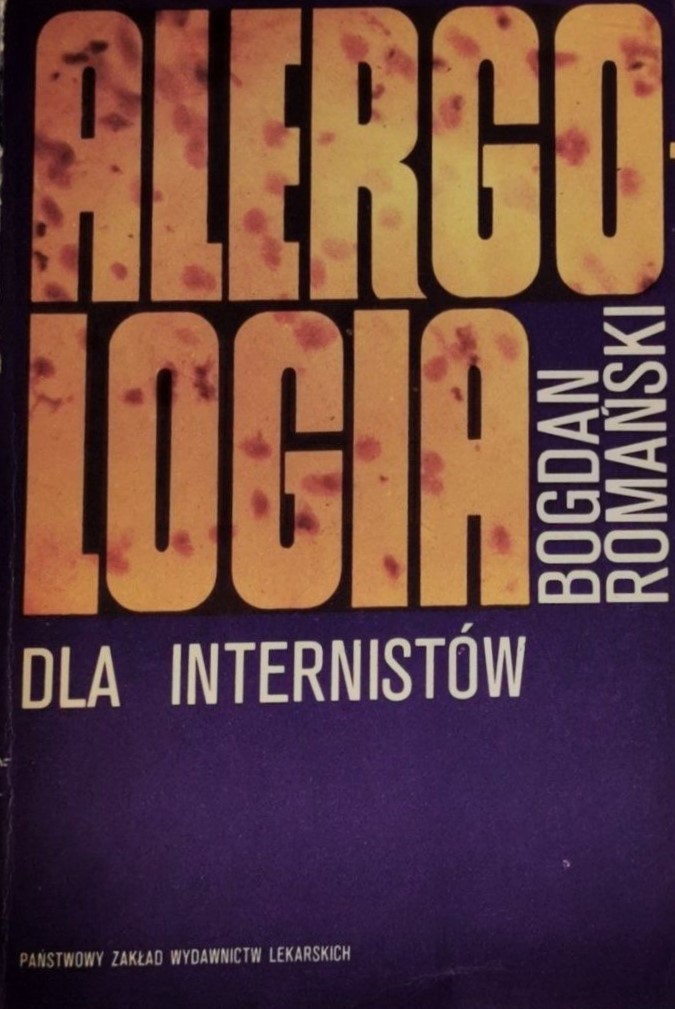 ALERGO-
LOGIA
BOGDAN
ROMAŃSKI
DLA INTERNISTÓW
PAŃSTWOWY ZAKŁAD WYDAWNICTW LEKARSKICH